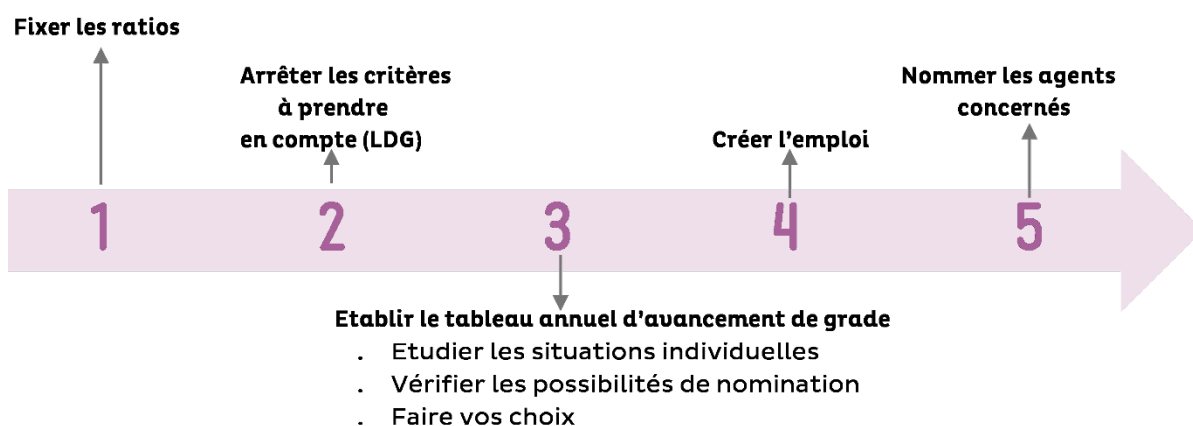 Fixer les ratios
Arrêter les critères
à prendre
en compte (LDG)
Nommer les agents
concernés
Créer l'emploi
1 2 3 4 5
Etablir le tableau annuel d'avancement de grade
. Etudier les situations individuelles
. Vérifier les possibilités de nomination
. Faire vos choix